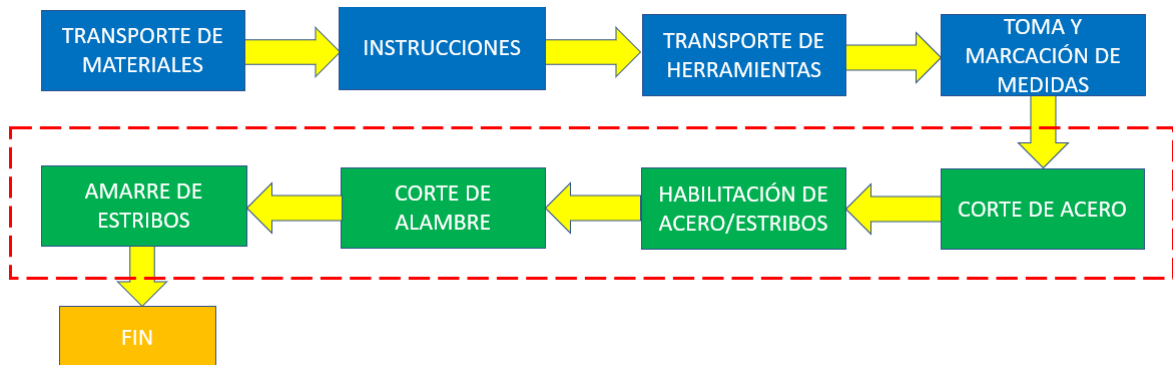 TRANSPORTE DE
MATERIALES
INSTRUCCIONES
TRANSPORTE DE
HERRAMIENTAS
TOMA Y
MARCACIÓN DE
MEDIDAS
CORTE DE ACERO
HABILITACIÓN DE
ACERO/ESTRIBOS
CORTE DE
ALAMBRE
AMARRE DE
ESTRIBOS
FIN